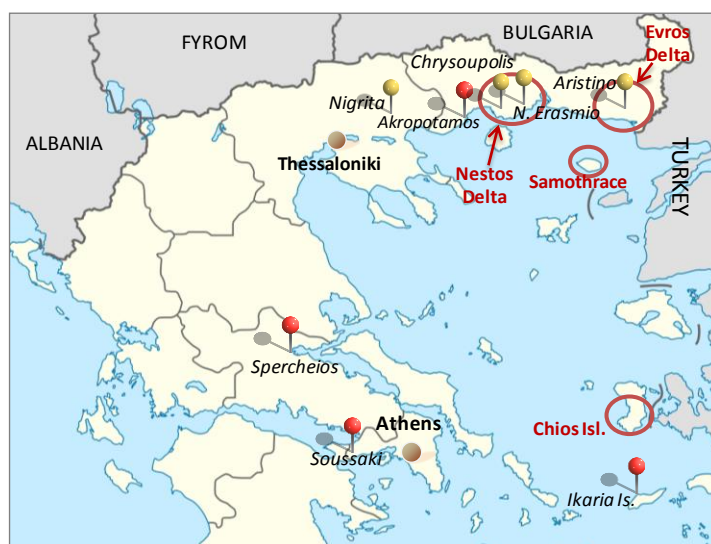 BULGARIA
Evros
Delta
FYROM
Chrysoupolis
Aristino
Nigrita
Akropotamos
N. Erasmio
ALBANIA
Thessaloniki
Nestos
Delta
Samothrace
TURKEY
Spercheios
Athens
Chios Isl.
Soussaki
Ikaria Is.